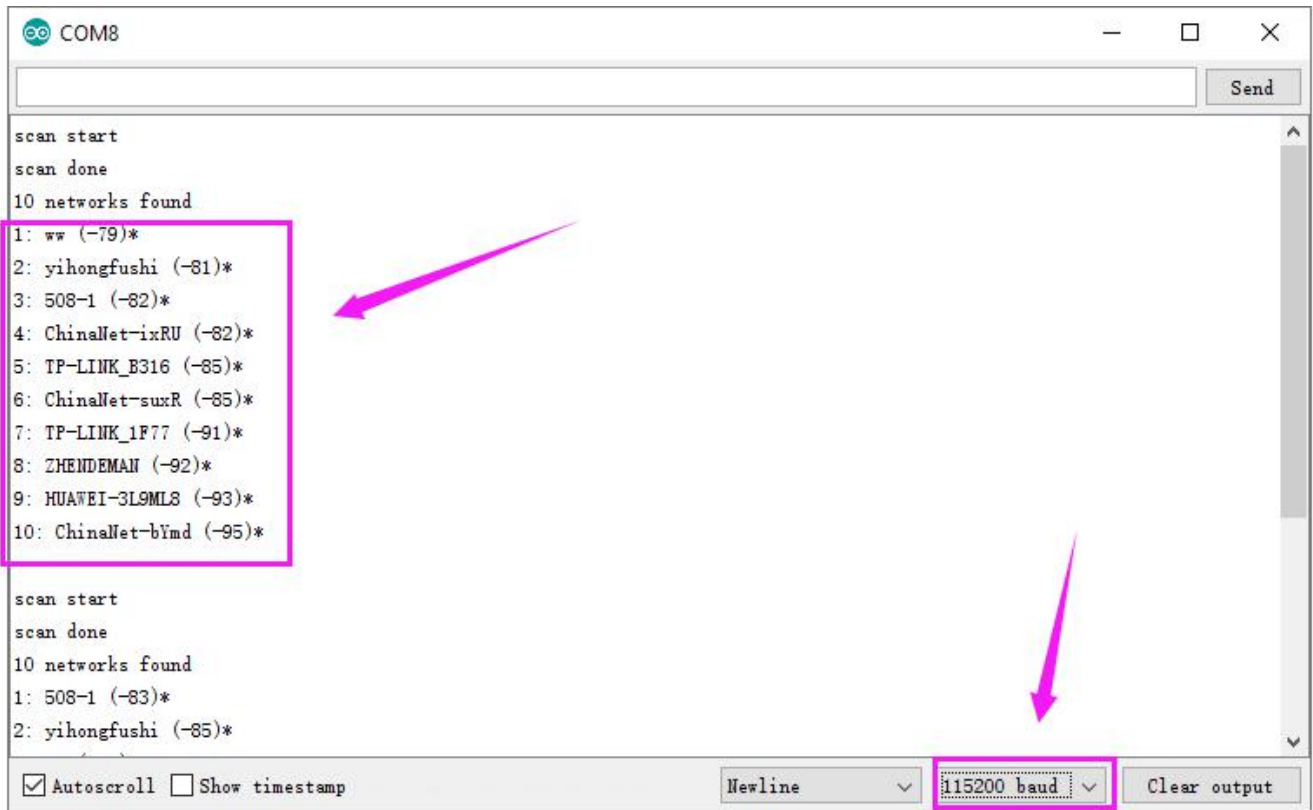 COM8
Send
scan start
scan done
10 networks found
1: ww (-79)*
2: yihongfushi (-81)*
3: 508-1 (-82)*
4: ChinaNet-ixRU (-82)*
5: TP-LINK_B316 (-85)*
6: ChinaNet-suxR (-85)*
7: TP-LINK_1F77 (-91)*
8: ZHENDEMAN (-92)*
9: HUAWEI-3L9ML8 (-93)*
10: ChinaNet-bYmd (-95)*
scan start
scan done
10 networks found
1: 508-1 (-83)*
2: yihongfushi (-85)*
Autoscroll Show timestamp Newline 115200 baud Clear output